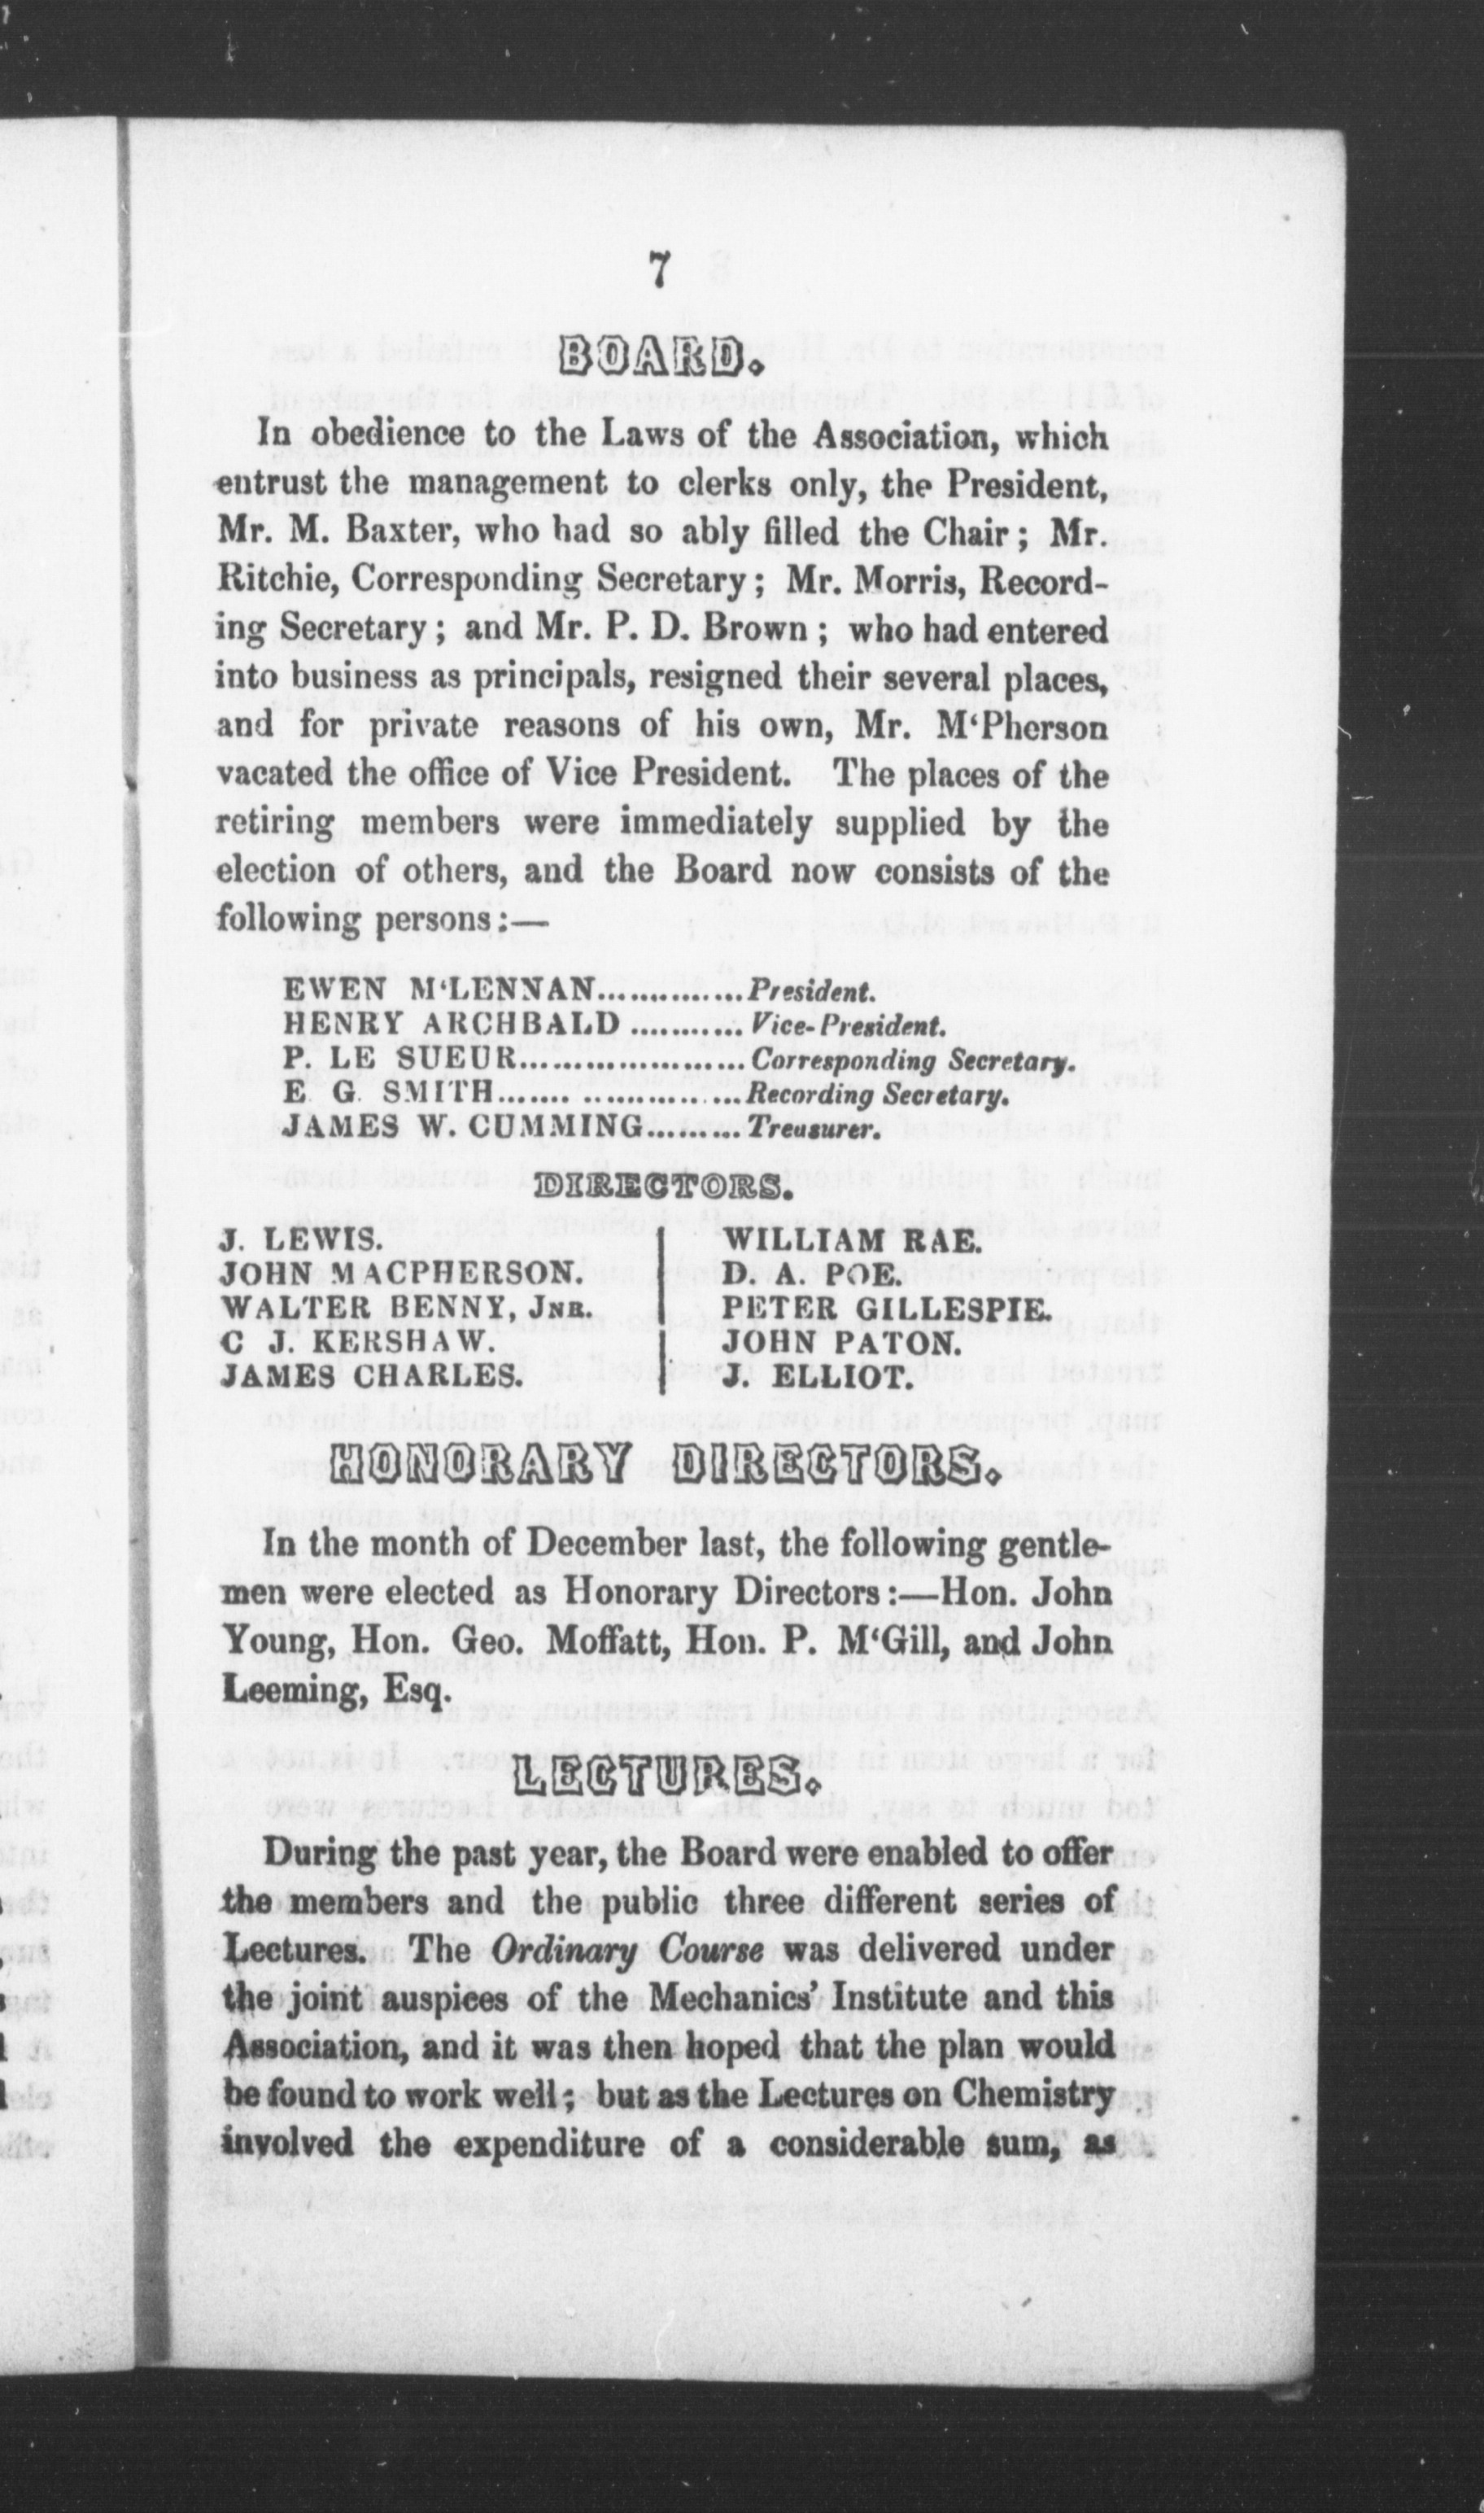 7
BOARD.
In obedience to the Laws of the Association, which
entrust the management to clerks only, the President,
Mr. M. Baxter, who had so ably filled the Chair; Mr.
Ritchie, Corresponding Secretary; Mr. Morris, Record-
ing Secretary; and Mr. P. D. Brown; who had entered
into business as principals, resigned their several places,
and for private reasons of his own, Mr. M‘Pherson
vacated the office of Vice President. The places of the
retiring members were immediately supplied by the
election of others, and the Board now consists of the
following persons:—
EWEN M‘LENNAN..............President.
HENRY ARCHBALD ........... Vice-President.
P. LE SUEUR...................... Corresponding Secretary.
E G. SMITH....... ...............Recording Secretary.
JAMES W. CUMMING.........Treasurer.
DIRECTORS.
J. LEWIS.
JOHN MACPHERSON.
WALTER BENNY, JNR.
C J. KERSHAW.
JAMES CHARLES.
WILLIAM RAE.
D. A. POE.
PETER GILLESPIE.
JOHN PATON.
J. ELLIOT.
HONORARY DIRECTORS.
In the month of December last, the following gentle-
men were elected as Honorary Directors:—Hon. John
Young, Hon. Geo. Moffatt, Hon. P. M‘Gill, and John
Leeming, Esq.
LECTURES.
During the past year, the Board were enabled to offer
the members and the public three different series of
Lectures. The Ordinary Course was delivered under
the joint auspices of the Mechanics’ Institute and this
Association, and it was then hoped that the plan would
be found to work well; but as the Lectures on Chemistry
involved the expenditure of a considerable sum, as